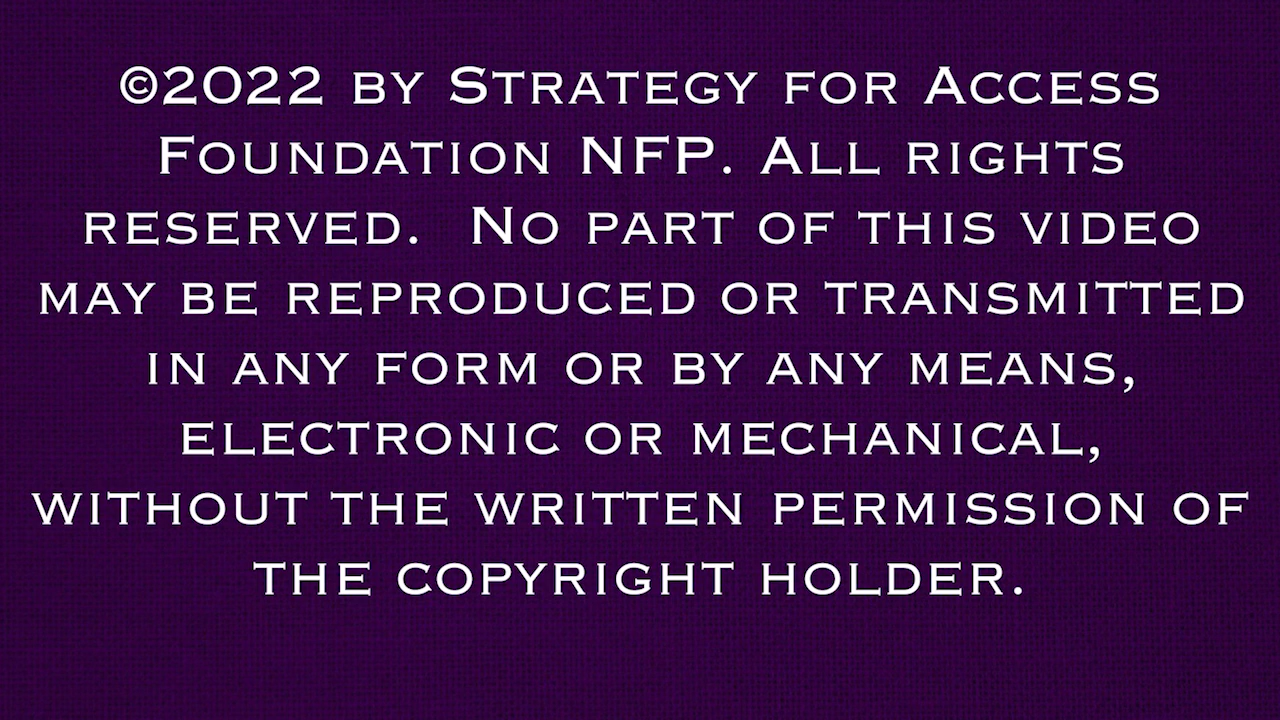 ©2022 by Strategy for Access
Foundation NFP. All rights
reserved.  No part of this video
may be reproduced or transmitted
in any form or by any means,
electronic or mechanical,
without the written permission of
the copyright holder.